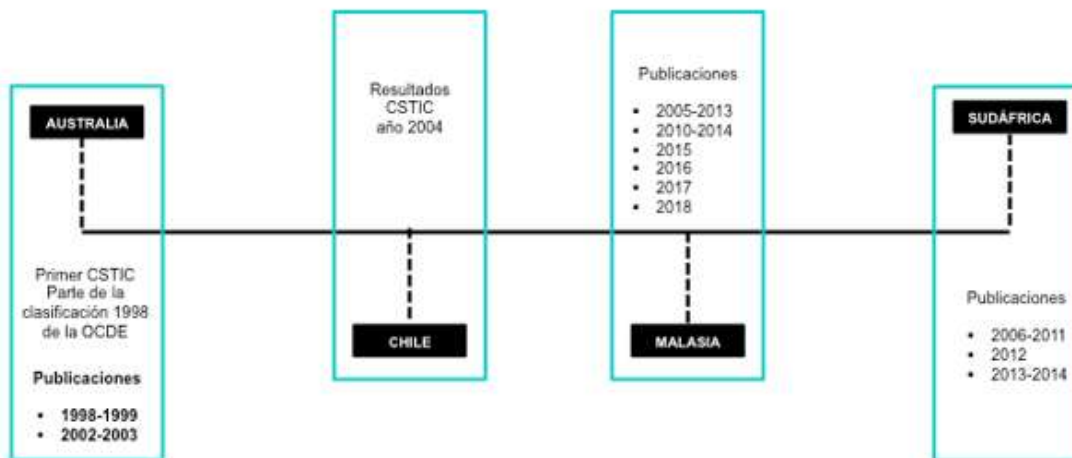 AUSTRALIA
Primer CSTIC
Parte de la
clasificación 1998
de la OCDE
Publicaciones
• 1998-1999
• 2002-2003
Resultados
CSTIC
año 2004
CHILE
Publicaciones
• 2005-2013
• 2010-2014
• 2015
• 2016
• 2017
• 2018
MALASIA
SUDÁFRICA
Publicaciones
• 2006-2011
• 2012
• 2013-2014